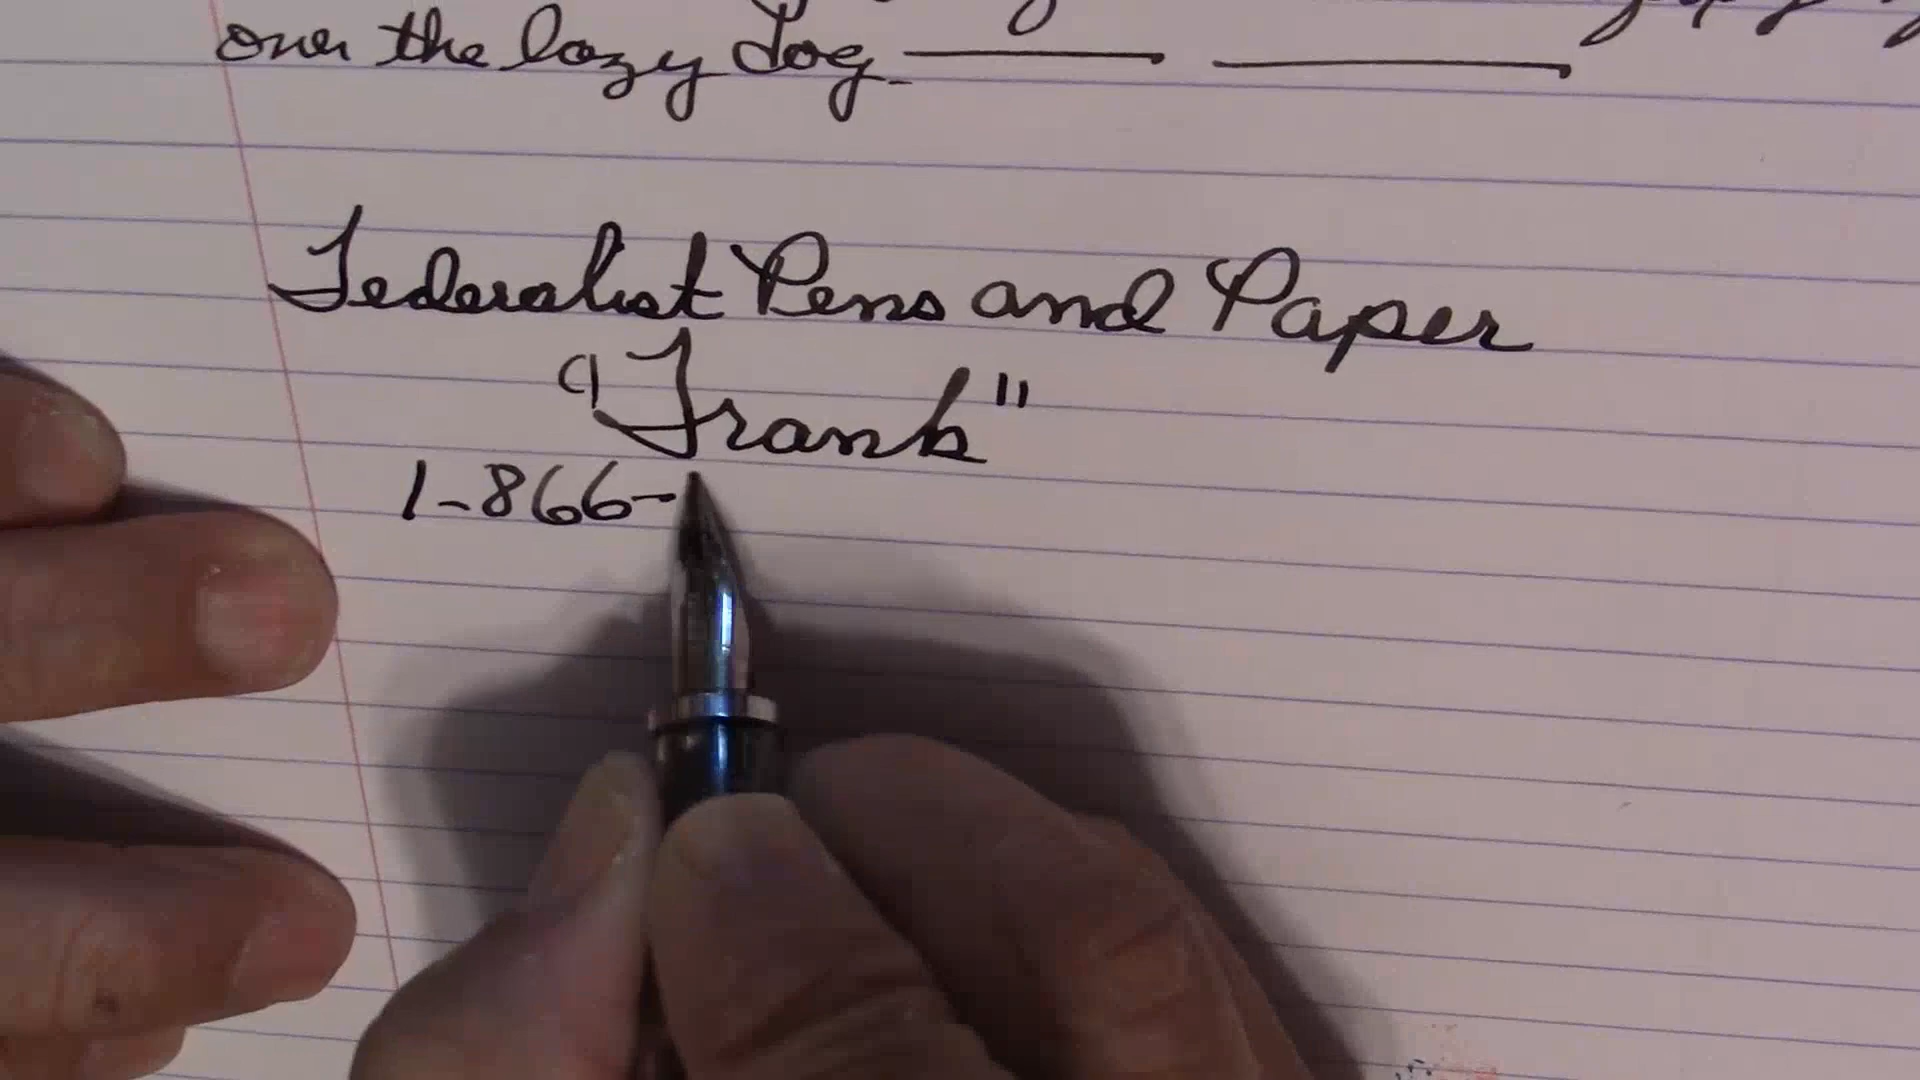 over the lazy dog.
Federalist Pens and Paper
"Frank"
1-866-